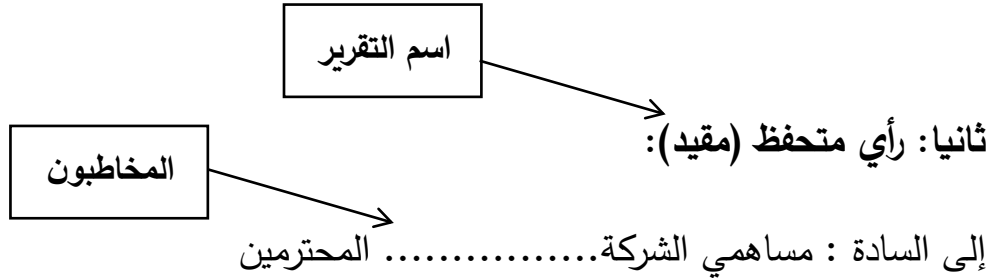 اسم التقرير
ثانيا: رأي متحفظ (مقيد):
المخاطبون
إلى السادة : مساهمي الشركة................ المحترمين